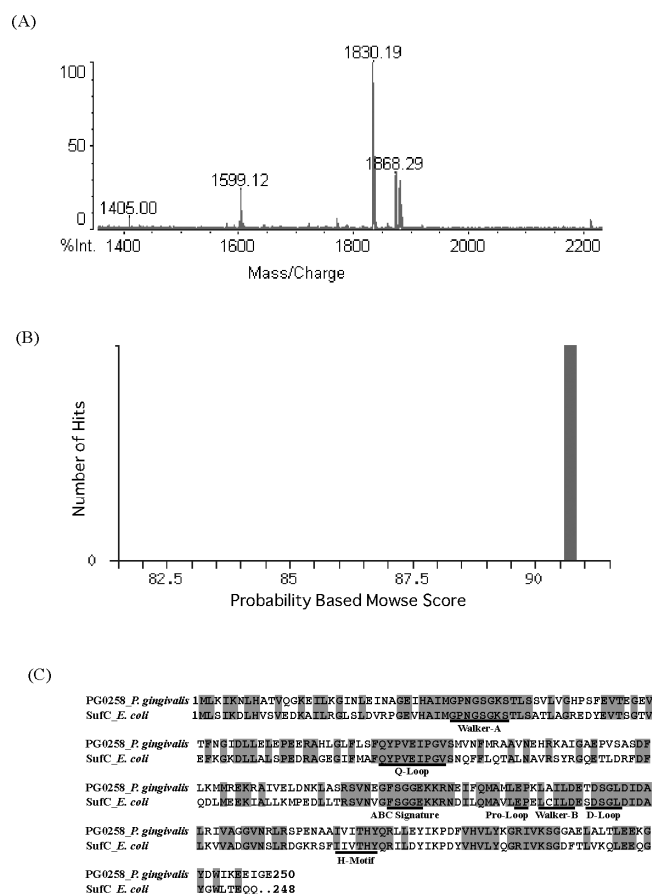 (A)
100
50
0
%Int.
1405.00
1599.12
1830.19
1868.29
1400
1600
1800
2000
2200
Mass/Charge
(B)
Number of Hits
0
82.5
85
87.5
90
Probability Based Mowse Score
(C)
PG0258_P. gingivalis 1MLKIKNLHATVQGKEILKGINLEINAGEIHAIMGPNGSGKSTLSSVLVGHPSFEVTEGEV
SufC_E. coli 1MLSIKDLHVSVEDKAILRGLSLDVRPGEVHAIMGPNGSGKSTLSATLAGREDYEVTSGTV
Walker-A
PG0258_P. gingivalis TFNGIDLLELEPEERAHLGLFLSFQYPVEIPGVSMVNFMRAAVNEHRKAIGAEPVSASDF
SufC_E. coli EFKGKDLLALSPEDRAGEGIFMAFQYPVEIPGVSNQFFLQTALNAVRSYRGQETLDRFDF
Q-Loop
PG0258_P. gingivalis LKMMREKRAIVELDNKLASRSVNEGFSGGEKKRNEIFQMAMLEPKLAILDETDSGLDIDA
SufC_E. coli QDLMEEKIALLKMPEDLLTRSVNVGFSGGEKKRNDILQMAVLEPELCILDESDSGLDIDA
ABC Signature Pro-Loop Walker-B D-Loop
PG0258_P. gingivalis LRIVAGGVNRLRSPENAAIVITHYQRLLEYIKPDFVHVLYKGRIVKSGGAELALTLEEKG
SufC_E. coli LKVVADGVNSLRDGKRSFIIVTHYQRILDYIKPDYVHVLYQGRIVKSGDFTLVKQLEEQG
H-Motif
PG0258_P. gingivalis YDWIKEEIGE250
SufC_E. coli YGWLTEQQ..248